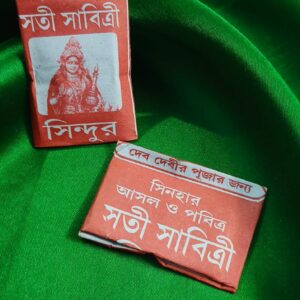 সতী সাবিত্রী
সিন্দুর
দেব দেবীর পূজার জন্য
সিনহার
আসল ও পবিত্র
সতী সাবিত্রী